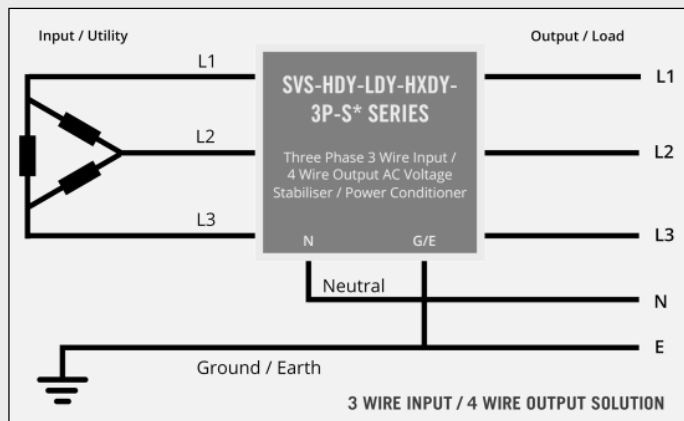 Input / Utility
Output / Load
L1
L1
SVS-HDY-LDY-HXDY-
3P-S* SERIES
L2
L2
Three Phase 3 Wire Input /
4 Wire Output AC Voltage
Stabiliser / Power Conditioner
L3
L3
N
G/E
Neutral
N
E
Ground / Earth
3 WIRE INPUT / 4 WIRE OUTPUT SOLUTION